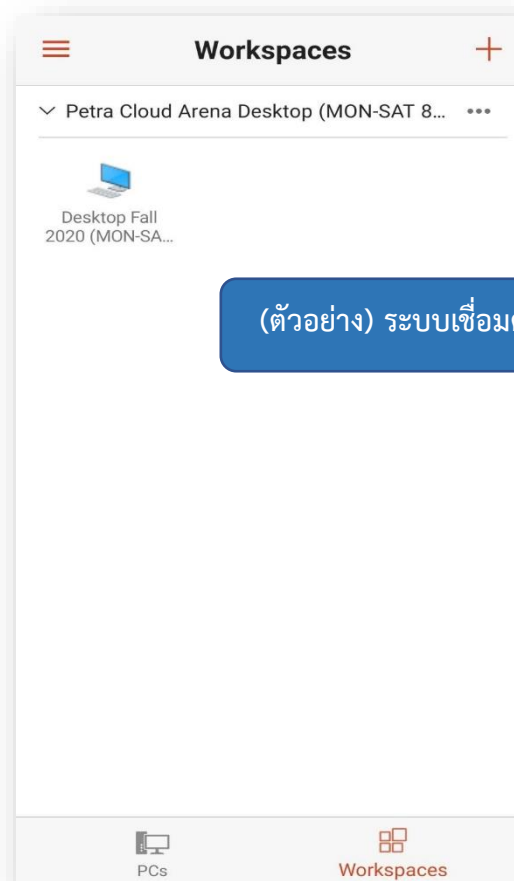 Workspaces
Petra Cloud Arena Desktop (MON-SAT 8...
Desktop Fall
2020 (MON-SA...
(ตัวอย่าง) ระบบเชื่อม
PCs
Workspaces